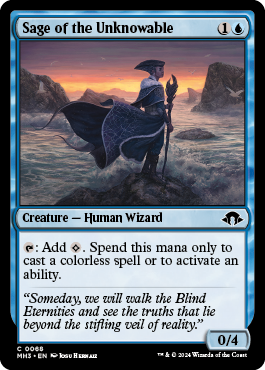 Sage of the Unknowable 1
Creature — Human Wizard
: Add . Spend this mana only to
cast a colorless spell or to activate an
ability.
“Someday, we will walk the Blind
Eternities and see the truths that lie
beyond the stifling veil of reality.”
0/4
C 0068
MH3 • EN Josu Hernaiz
™ & © 2024 Wizards of the Coast